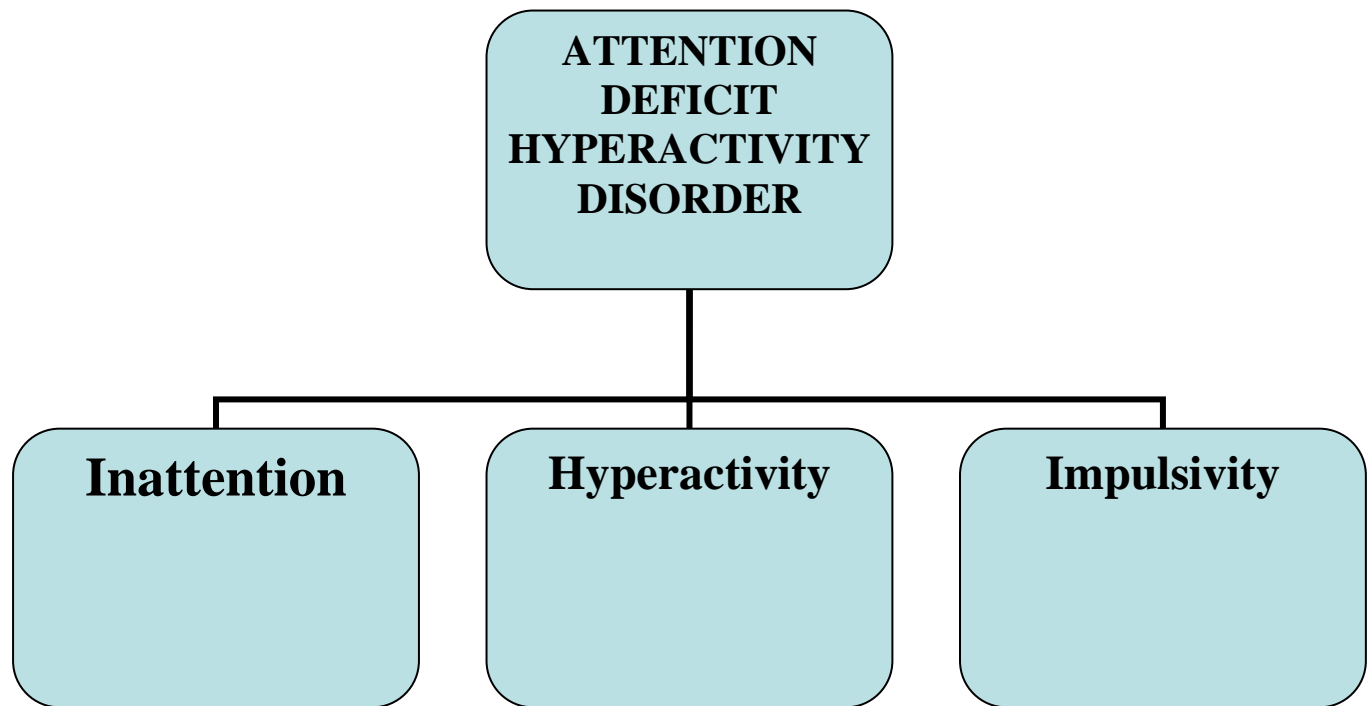 ATTENTION
DEFICIT
HYPERACTIVITY
DISORDER
Inattention
Hyperactivity
Impulsivity